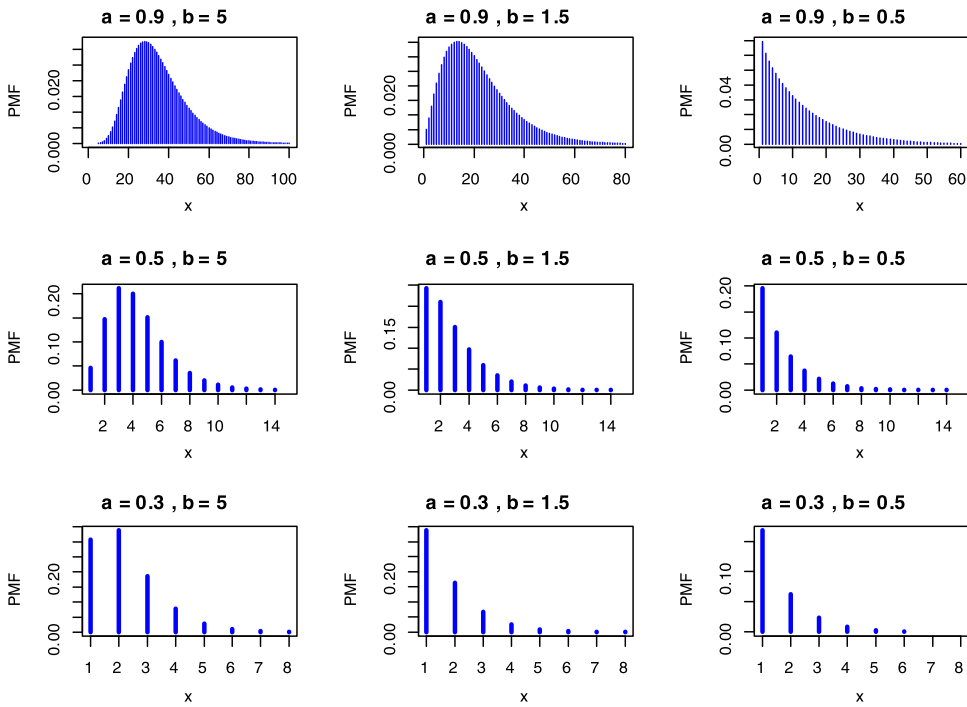 a = 0.9 , b = 5
PMF
0.000
0.020
0
20
40
60
80
100
x
a = 0.9 , b = 1.5
PMF
0.000
0.020
0
20
40
60
80
x
a = 0.9 , b = 0.5
PMF
0.00
0.04
0
10
20
30
40
50
60
x
a = 0.5 , b = 5
PMF
0.00
0.10
0.20
2
4
6
8
10
14
x
a = 0.5 , b = 1.5
PMF
0.00
0.15
2
4
6
8
10
14
x
a = 0.5 , b = 0.5
PMF
0.00
0.10
0.20
2
4
6
8
10
14
x
a = 0.3 , b = 5
PMF
0.00
0.20
1
2
3
4
5
6
7
8
x
a = 0.3 , b = 1.5
PMF
0.00
0.20
1
2
3
4
5
6
7
8
x
a = 0.3 , b = 0.5
PMF
0.00
0.10
1
2
3
4
5
6
7
8
x